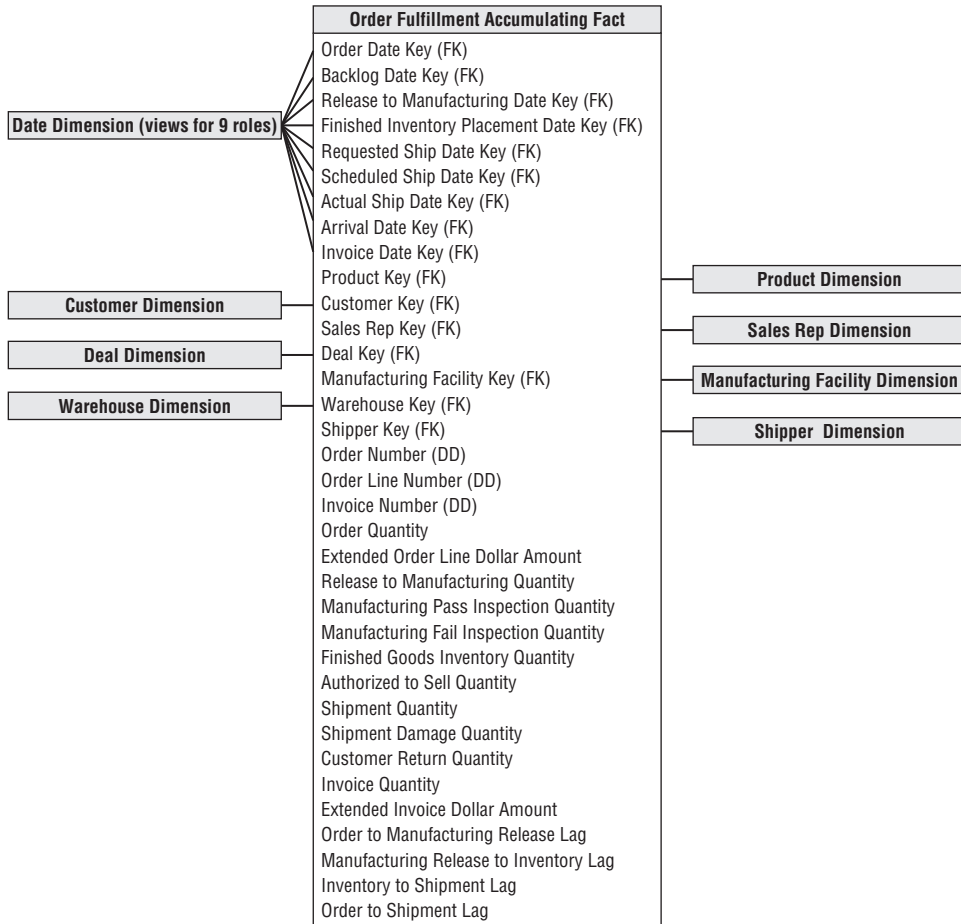 Order Fulfillment Accumulating Fact
Order Date Key (FK)
Backlog Date Key (FK)
Release to Manufacturing Date Key (FK)
Date Dimension (views for 9 roles)
Finished Inventory Placement Date Key (FK)
Requested Ship Date Key (FK)
Scheduled Ship Date Key (FK)
Actual Ship Date Key (FK)
Arrival Date Key (FK)
Invoice Date Key (FK)
Product Key (FK)
Product Dimension
Customer Dimension
Customer Key (FK)
Sales Rep Key (FK)
Sales Rep Dimension
Deal Dimension
Deal Key (FK)
Manufacturing Facility Key (FK)
Manufacturing Facility Dimension
Warehouse Dimension
Warehouse Key (FK)
Shipper Key (FK)
Shipper Dimension
Order Number (DD)
Order Line Number (DD)
Invoice Number (DD)
Order Quantity
Extended Order Line Dollar Amount
Release to Manufacturing Quantity
Manufacturing Pass Inspection Quantity
Manufacturing Fail Inspection Quantity
Finished Goods Inventory Quantity
Authorized to Sell Quantity
Shipment Quantity
Shipment Damage Quantity
Customer Return Quantity
Invoice Quantity
Extended Invoice Dollar Amount
Order to Manufacturing Release Lag
Manufacturing Release to Inventory Lag
Inventory to Shipment Lag
Order to Shipment Lag